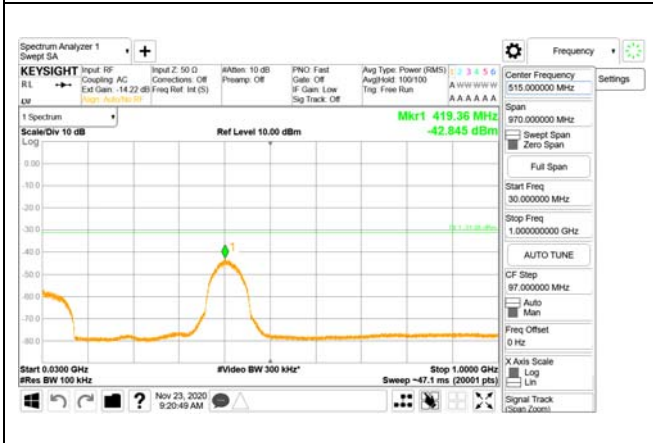 Spectrum Analyzer 1
Swept SA
+
Frequency
KEYSIGHT
Input: RF
Coupling: AC
Ext Gain: -14.22 dB
Align: Auto/No RF
Input Z: 50 Ω
Corrections: Off
Freq Ref: Int (S)
#Atten: 10 dB
Preamp: Off
PNO: Fast
Gate: Off
IF Gain: Low
Sig Track: Off
Avg Type: Power (RMS)
Avg|Hold: 100/100
Trig: Free Run
1 2 3 4 5 6
A W W W W W
A A A A A A
RL
1 Spectrum
Scale/Div 10 dB
Log
Ref Level 10.00 dBm
Mkr1 419.36 MHz
-42.845 dBm
0.00
-10.0
-20.0
-30.0
-40.0
-50.0
-60.0
-70.0
-80.0
1
Start 0.0300 GHz
#Res BW 100 kHz
#Video BW 300 kHz*
Stop 1.0000 GHz
Sweep ~47.1 ms (20001 pts)
?
Nov 23, 2020
9:20:49 AM
Center Frequency
515.000000 MHz
Settings
Span
970.000000 MHz
Swept Span
Zero Span
Full Span
Start Freq
30.000000 MHz
Stop Freq
1.000000000 GHz
AUTO TUNE
CF Step
97.000000 MHz
Auto
Man
Freq Offset
0 Hz
X Axis Scale
Log
Lin
Signal Track
(Span Zoom)